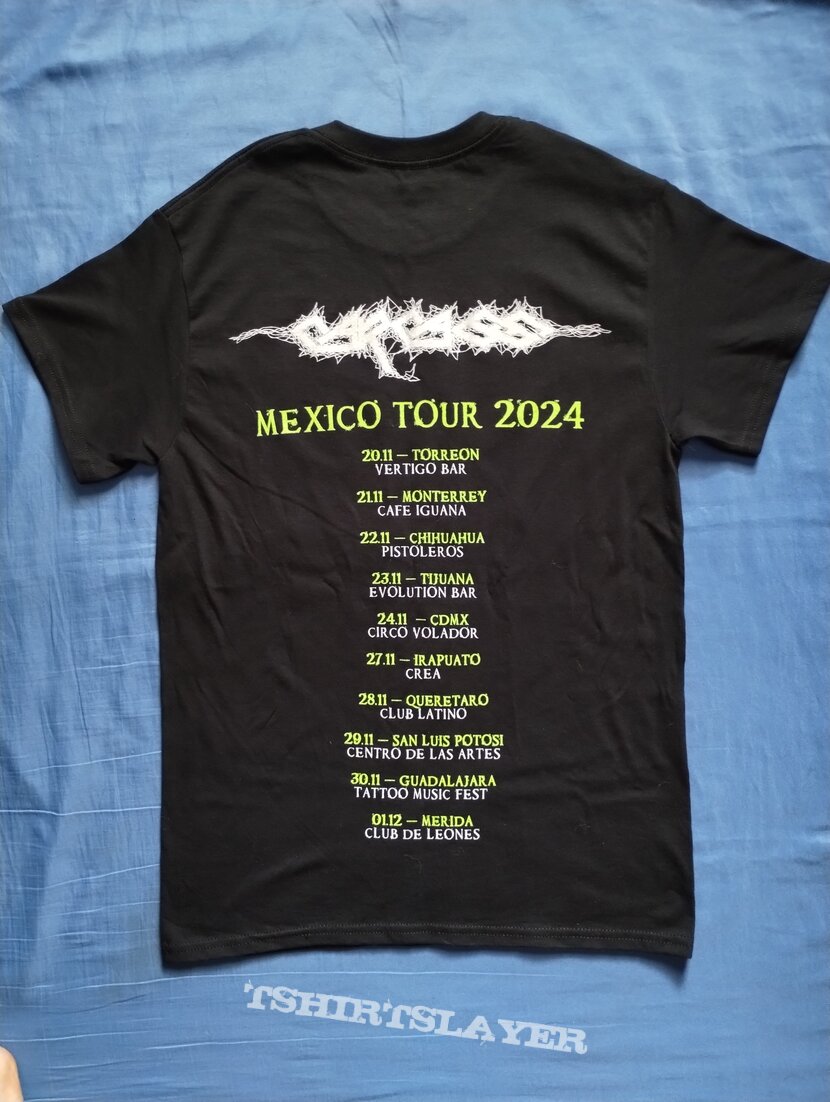 CARCASS
MEXICO TOUR 2024
20.11 – TORREON
VERTIGO BAR
21.11 – MONTERREY
CAFE IGUANA
22.11 – CHIHUAHUA
PISTOLEROS
23.11 – TIJUANA
EVOLUTION BAR
24.11 – CDMX
CIRCO VOLADOR
27.11 – IRAPUATO
CREA
28.11 – QUERETARO
CLUB LATINO
29.11 – SAN LUIS POTOSI
CENTRO DE LAS ARTES
30.11 – GUADALAJARA
TATTOO MUSIC FEST
01.12 – MERIDA
CLUB DE LEONES
TSHIRTSLAYER